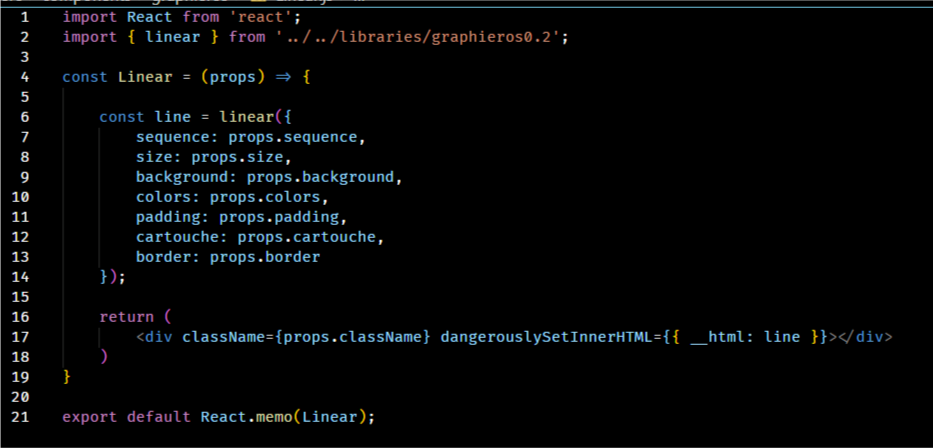 1 import React from 'react';
2 import { linear } from '../../libraries/graphieros0.2';
3
4 const Linear = (props) => {
5
6 const line = linear({
7 sequence: props.sequence,
8 size: props.size,
9 background: props.background,
10 colors: props.colors,
11 padding: props.padding,
12 cartouche: props.cartouche,
13 border: props.border
14 });
15
16 return (
17 <div className={props.className} dangerouslySetInnerHTML={{ __html: line }}></div>
18 )
19 }
20
21 export default React.memo(Linear);